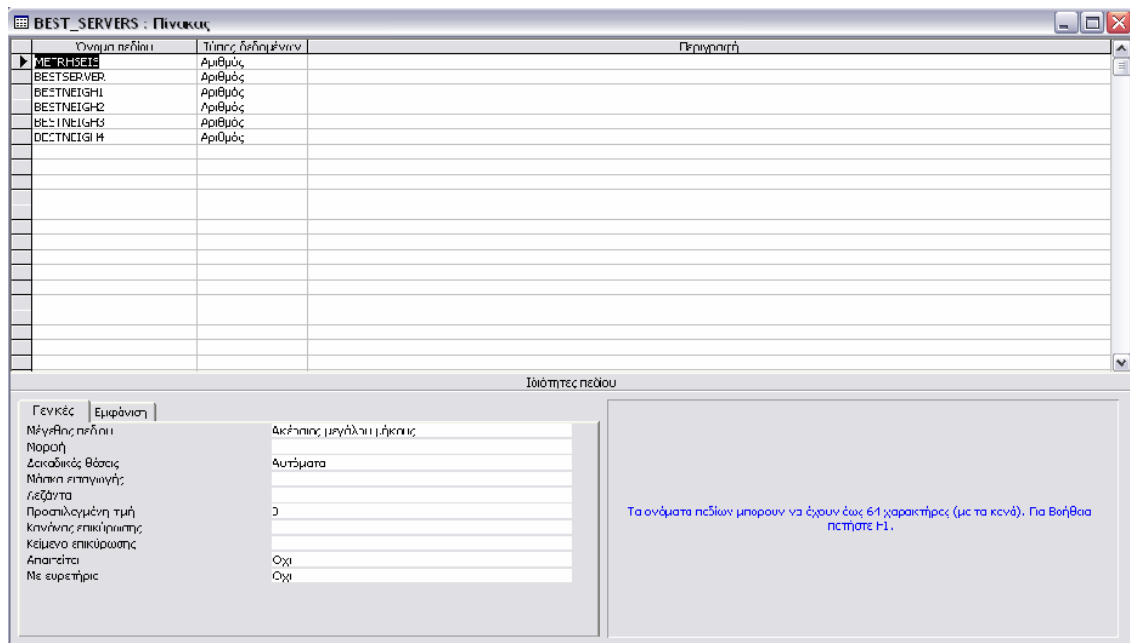 BEST_SERVERS : Πίνακας
Όνομα πεδίου Τύπος δεδομένων Περιγραφή
METRHSEIS Αριθμός
BESTSERVER Αριθμός
BESTNEIGH1 Αριθμός
BESTNEIGH2 Αριθμός
BESTNEIGH3 Αριθμός
BESTNEIGH4 Αριθμός
Ιδιότητες πεδίου
Γενικές Εμφάνιση
Μέγεθος πεδίου Ακέραιος μεγάλου μήκους
Μορφή
Δεκαδικές θέσεις Αυτόματα
Μάσκα εισαγωγής
Λεζάντα
Προεπιλεγμένη τιμή 0
Κανόνας επικύρωσης
Κείμενο επικύρωσης
Απαιτείται Όχι
Με ευρετήριο Όχι
Τα ονόματα πεδίων μπορούν να έχουν έως 64 χαρακτήρες (με τα κενά). Για Βοήθεια
πατήστε F1.